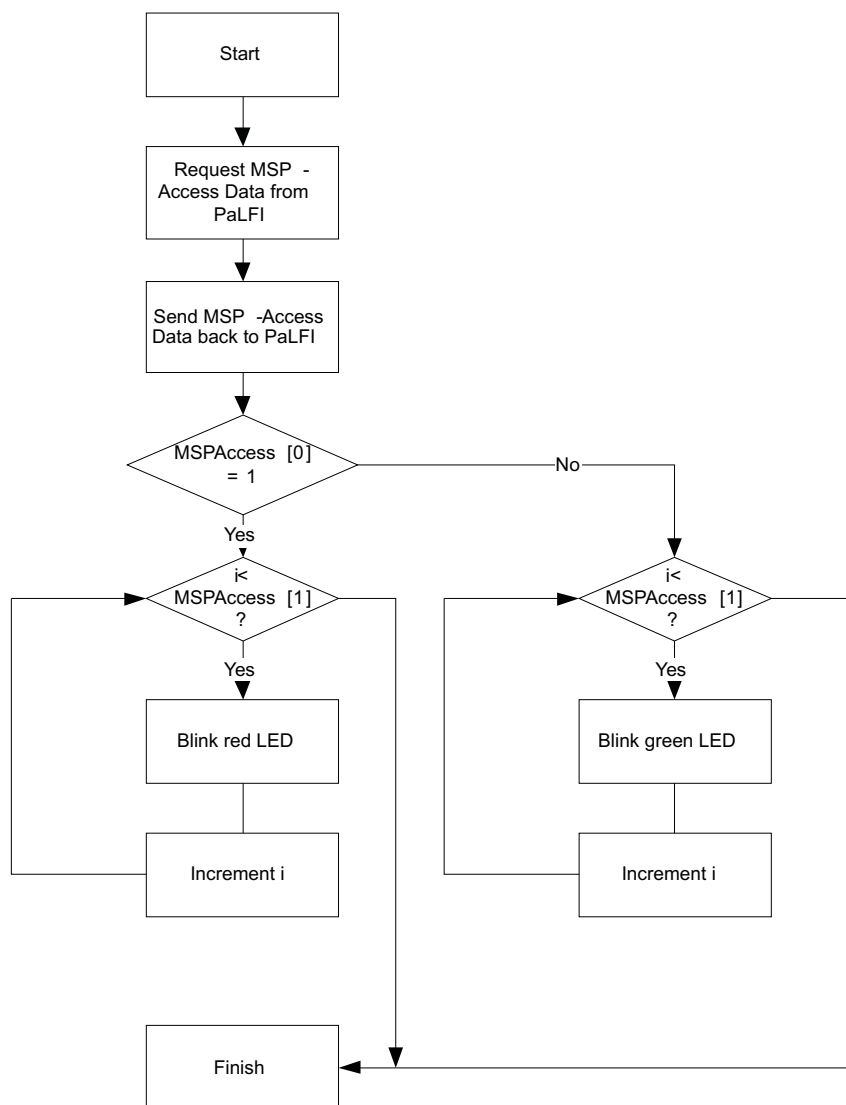 Start
Request MSP -
Access Data from
PaLFI
Send MSP -Access
Data back to PaLFI
MSPAccess [0]
= 1
No
Yes
i<
MSPAccess [1]
?
Yes
Blink red LED
Increment i
i<
MSPAccess [1]
?
Yes
Blink green LED
Increment i
Finish